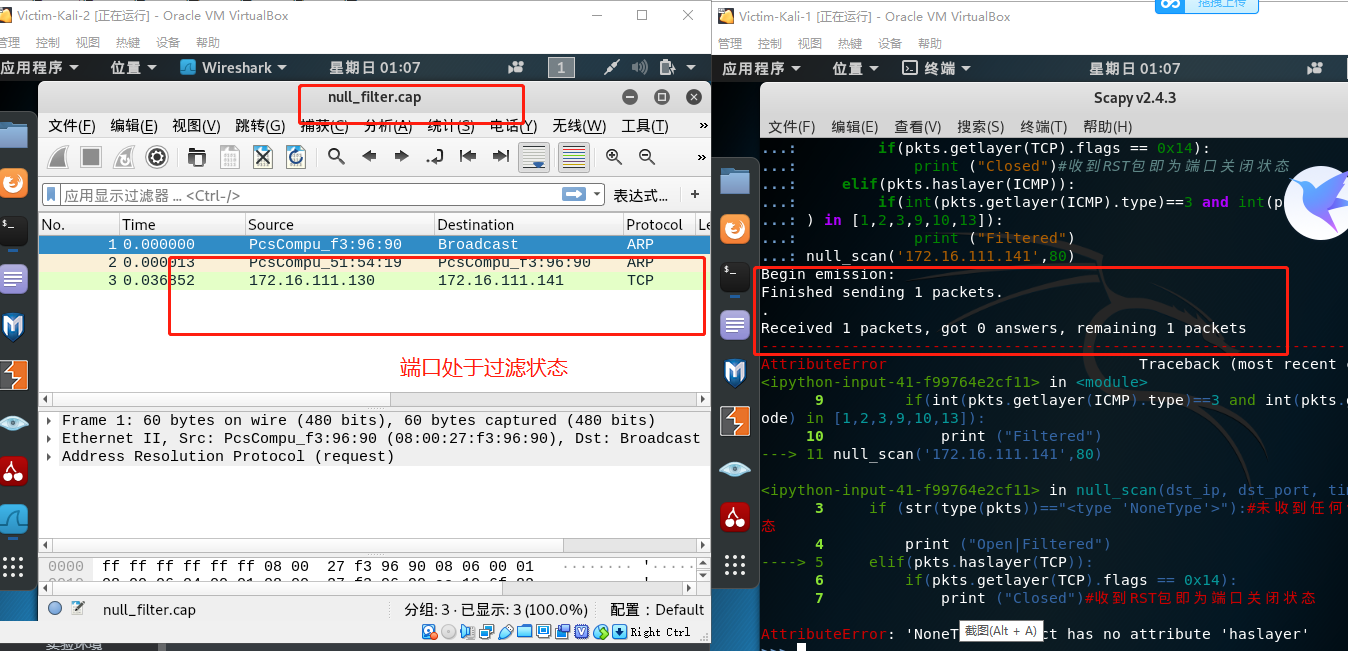 Victim-Kali-2 [正在运行] - Oracle VM VirtualBox
管理 控制 视图 热键 设备 帮助
应用程序 位置 Wireshark 星期日 01:07 1
null_filter.cap
文件(F) 编辑(E) 视图(V) 跳转(G) 捕获(C) 分析(A) 统计(S) 电话(Y) 无线(W) 工具(T) »
应用显示过滤器 … <Ctrl-/> 表达式… +
No. Time Source Destination Protocol Le
1 0.000000 PcsCompu_f3:96:90 Broadcast ARP
2 0.000013 PcsCompu_51:54:19 PcsCompu_f3:96:90 ARP
3 0.036852 172.16.111.130 172.16.111.141 TCP
端口处于过滤状态
Frame 1: 60 bytes on wire (480 bits), 60 bytes captured (480 bits)
Ethernet II, Src: PcsCompu_f3:96:90 (08:00:27:f3:96:90), Dst: Broadcast
Address Resolution Protocol (request)
0000 ff ff ff ff ff ff 08 00 27 f3 96 90 08 06 00 01 ········ '·····
null_filter.cap 分组: 3 · 已显示: 3 (100.0%) 配置：Default
Right Ctrl
实验环境
拖拽上传
Victim-Kali-1 [正在运行] - Oracle VM VirtualBox
管理 控制 视图 热键 设备 帮助
应用程序 位置 终端 星期日 01:07
Scapy v2.4.3
文件(F) 编辑(E) 查看(V) 搜索(S) 终端(T) 帮助(H)
...: if(pkts.getlayer(TCP).flags == 0x14):
...: print ("Closed")#收到RST包即为端口关闭状态
...: elif(pkts.haslayer(ICMP)):
...: if(int(pkts.getlayer(ICMP).type)==3 and int(p
...: ) in [1,2,3,9,10,13]):
...: print ("Filtered")
...: null_scan('172.16.111.141',80)
Begin emission:
Finished sending 1 packets.
.
Received 1 packets, got 0 answers, remaining 1 packets
AttributeError Traceback (most recent
<ipython-input-41-f99764e2cf11> in <module>
9 if(int(pkts.getlayer(ICMP).type)==3 and int(pkts.
ode) in [1,2,3,9,10,13]):
10 print ("Filtered")
---> 11 null_scan('172.16.111.141',80)
<ipython-input-41-f99764e2cf11> in null_scan(dst_ip, dst_port, ti
3 if (str(type(pkts))=="<type 'NoneType'>"):#未收到任何
态
4 print ("Open|Filtered")
----> 5 elif(pkts.haslayer(TCP)):
6 if(pkts.getlayer(TCP).flags == 0x14):
7 print ("Closed")#收到RST包即为端口关闭状态
AttributeError: 'NoneT ct has no attribute 'haslayer'
截图(Alt + A)
>>>